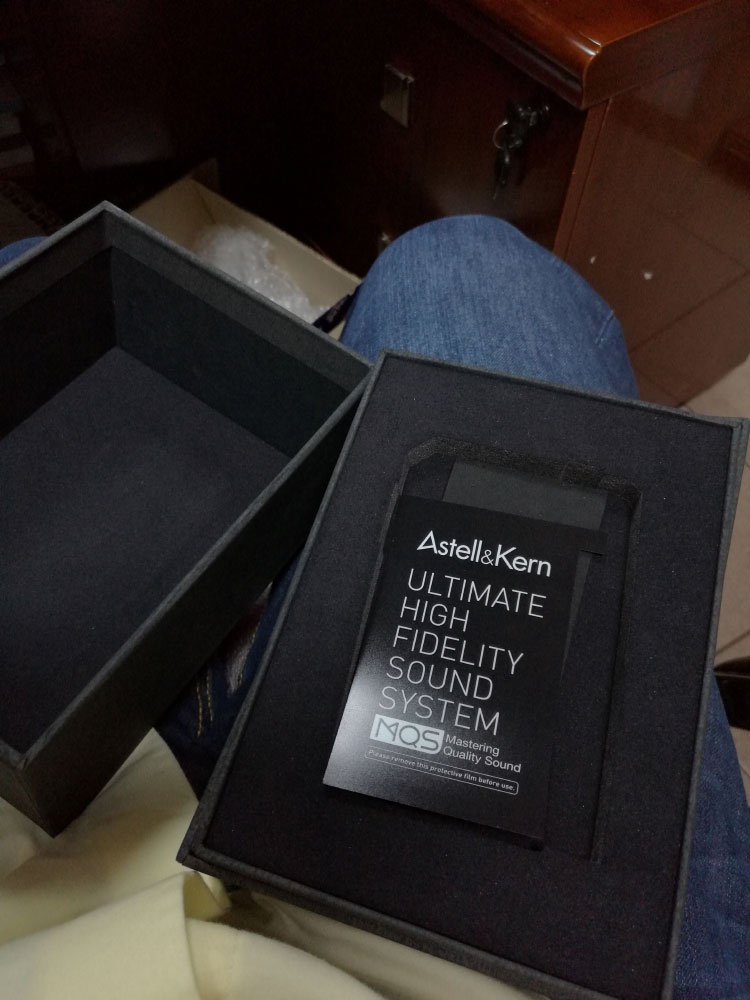 Astell&Kern
ULTIMATE
HIGH
FIDELITY
SOUND
SYSTEM
MQS Mastering
Quality Sound
Please remove this protective film before use.